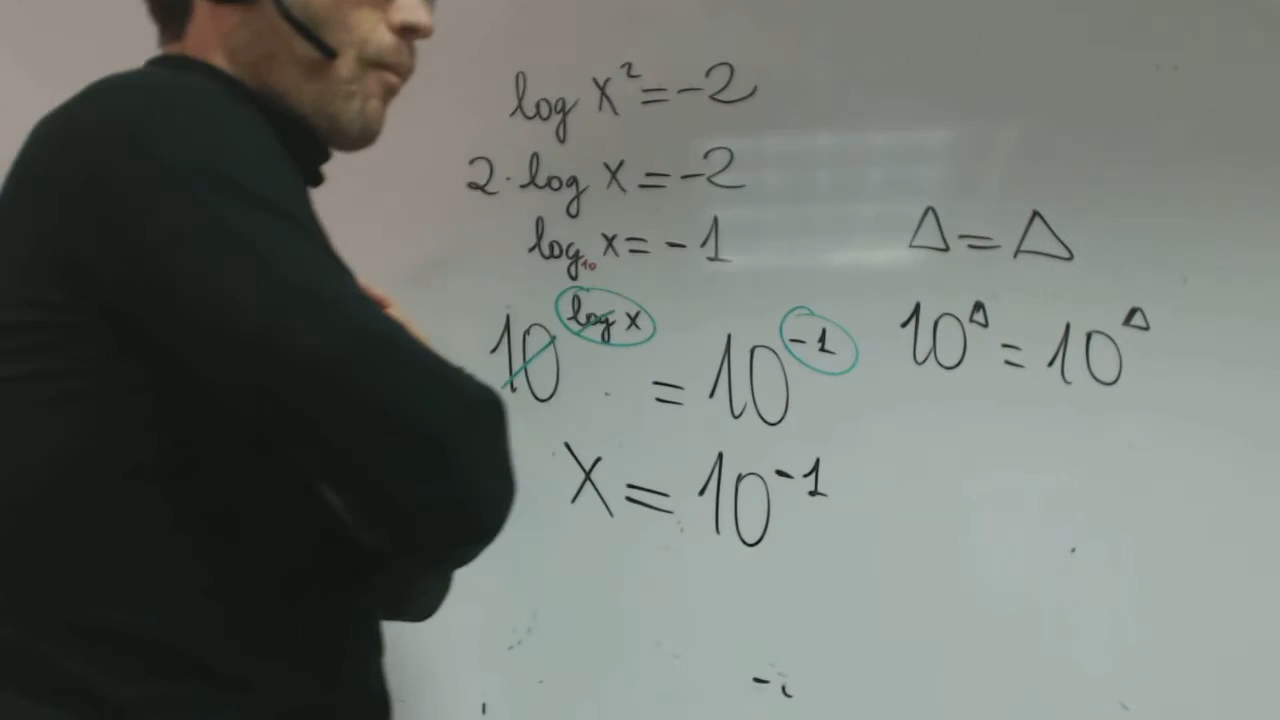 log x² = -2
2·log x = -2
log₁₀ x = -1
Δ = Δ
10^(log x) = 10^(-1)
10^Δ = 10^Δ
x = 10⁻¹